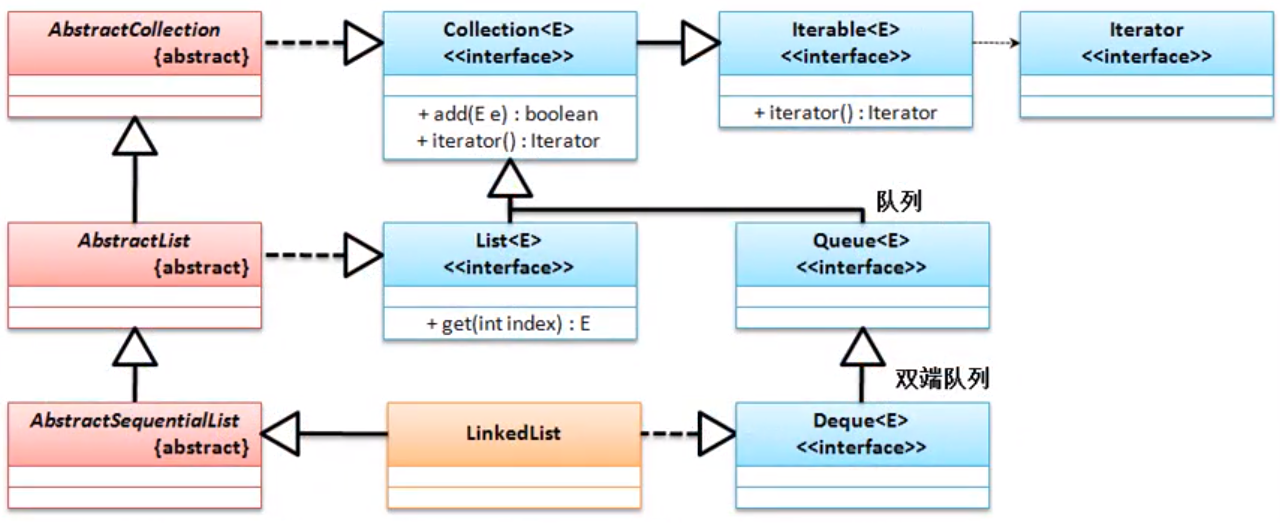 AbstractCollection
{abstract}
Collection<E>
<<interface>>
+ add(E e) : boolean
+ iterator() : Iterator
Iterable<E>
<<interface>>
+ iterator() : Iterator
Iterator
<<interface>>
AbstractList
{abstract}
List<E>
<<interface>>
+ get(int index) : E
队列
Queue<E>
<<interface>>
AbstractSequentialList
{abstract}
LinkedList
双端队列
Deque<E>
<<interface>>